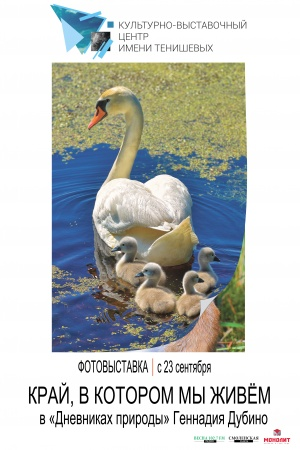 КУЛЬТУРНО-ВЫСТАВОЧНЫЙ
ЦЕНТР
ИМЕНИ ТЕНИШЕВЫХ
ФОТОВЫСТАВКА | с 23 сентября
КРАЙ, В КОТОРОМ МЫ ЖИВЁМ
в «Дневниках природы» Геннадия Дубино
МОНОЛИТ